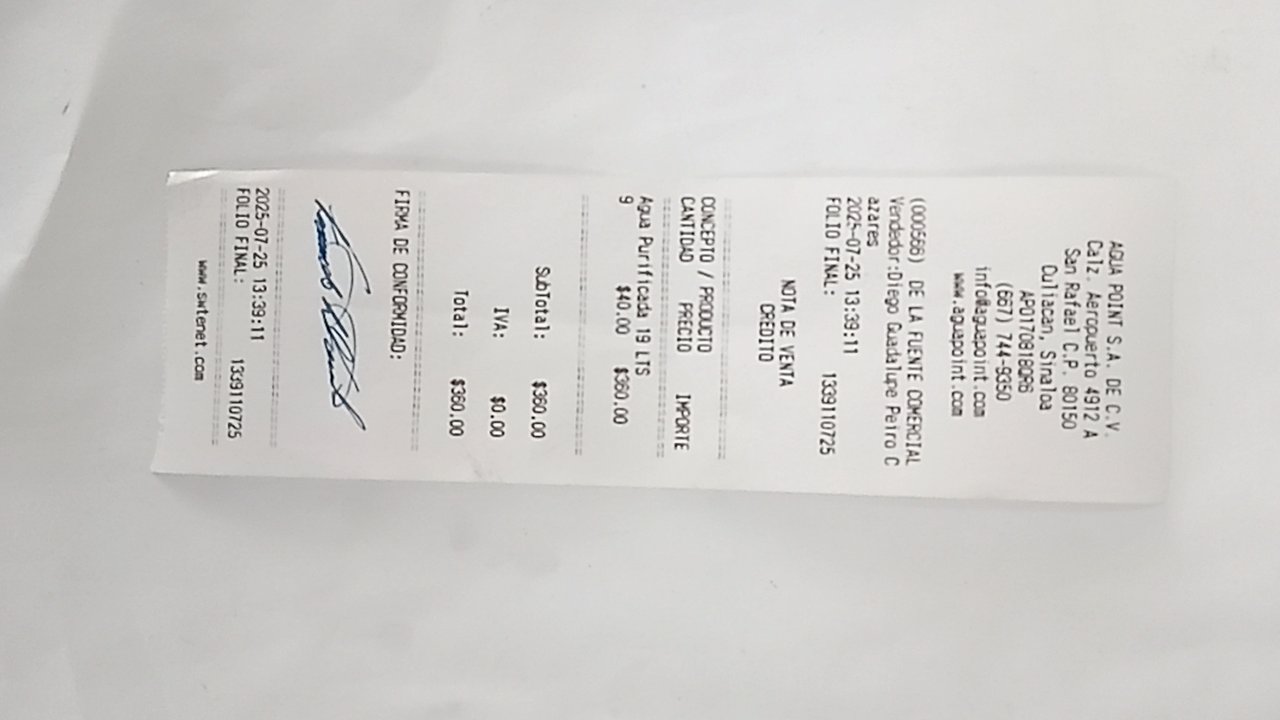 AGUA POINT S.A. DE C.V.
Calz. Aeropuerto 4912 A
San Rafael C.P. 80150
Culiacan, Sinaloa
APO170818QR6
(667) 744-9350
info@aguapoint.com
www.aguapoint.com
NOTA DE VENTA
CREDITO
FOLIO FINAL: 1339110725
2025-07-25 13:39:11
Vendedor:Diego Guadalupe Peiro C
azares
(000566) DE LA FUENTE COMERCIAL
CONCEPTO / PRODUCTO
CANTIDAD PRECIO IMPORTE
Agua Purificada 19 LTS
9 $40.00 $360.00
SubTotal: $360.00
IVA: $0.00
Total: $360.00
FIRMA DE CONFORMIDAD:
2025-07-25 13:39:11
FOLIO FINAL: 1339110725
www.smtenet.com